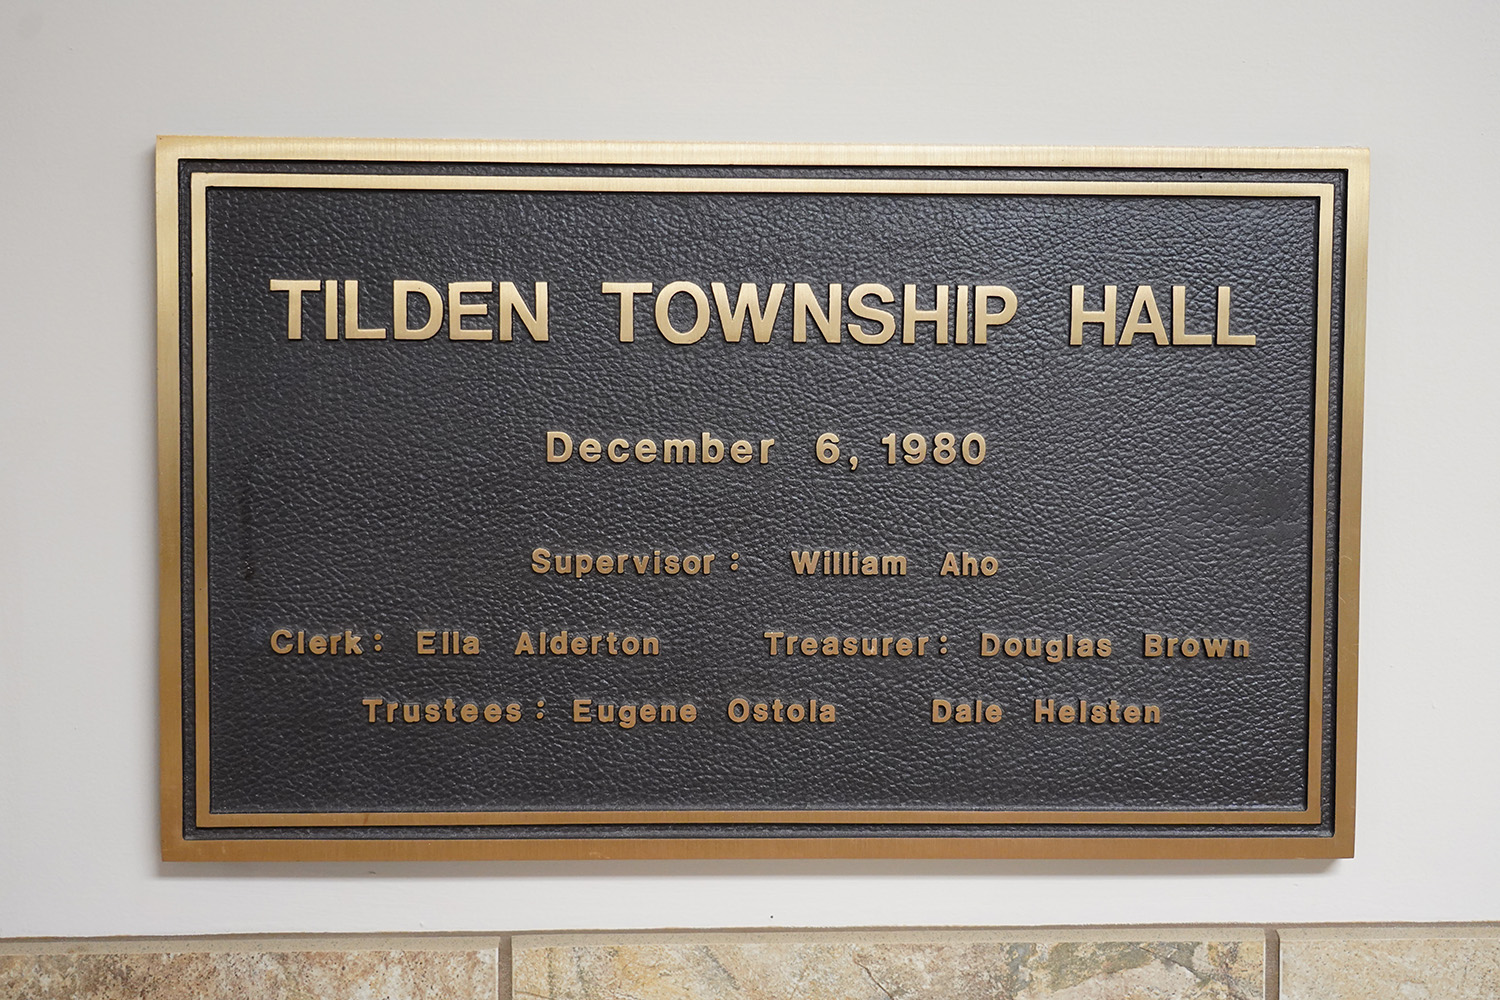 TILDEN TOWNSHIP HALL
December 6, 1980
Supervisor: William Aho
Clerk: Ella Alderton Treasurer: Douglas Brown
Trustees: Eugene Ostola Dale Helsten